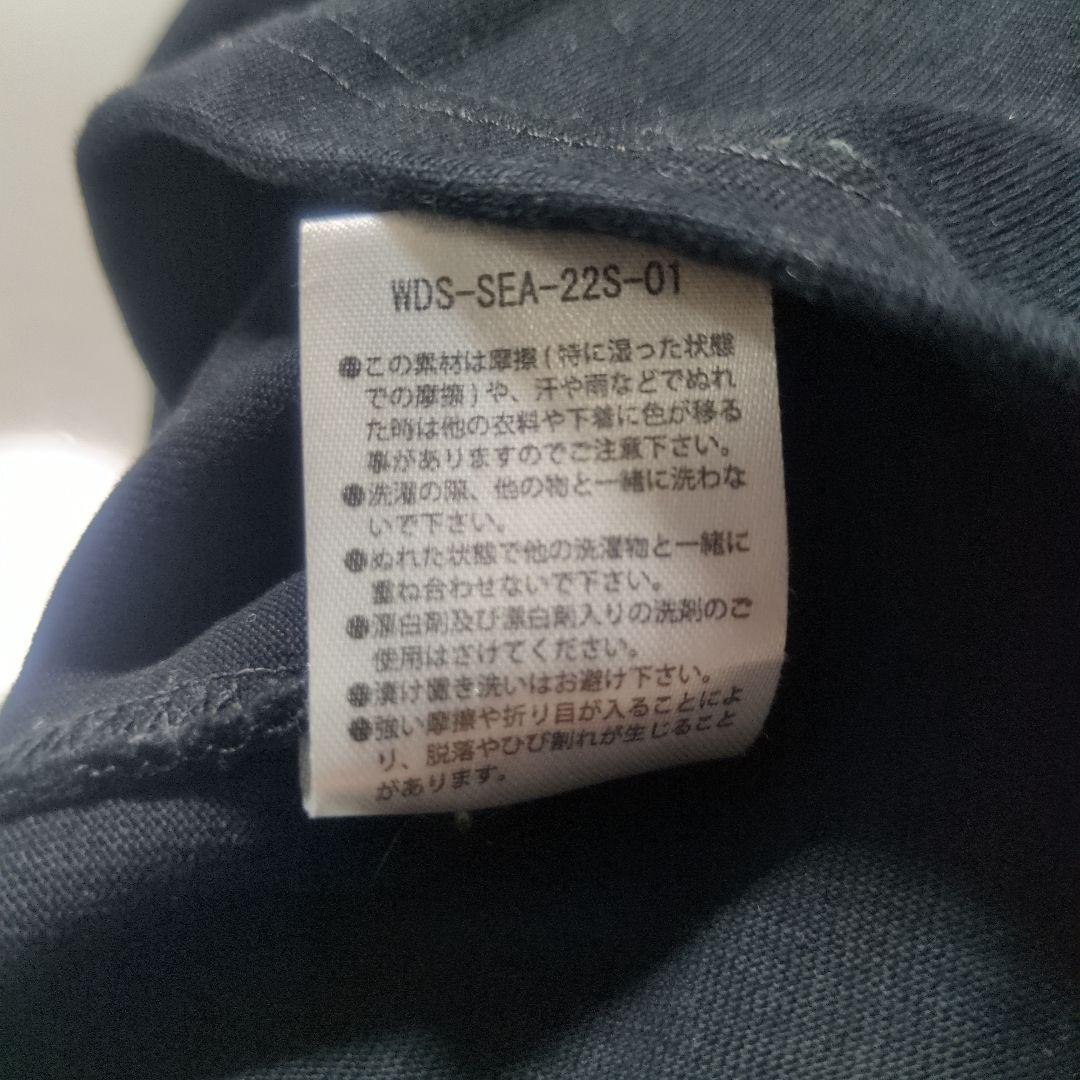 WDS-SEA-22S-01
●この素材は摩擦(特に湿った状態
での摩擦)や、汗や雨などでぬれ
た時は他の衣料や下着に色が移る
事がありますのでご注意下さい。
●洗濯の際、他の物と一緒に洗わな
いで下さい。
●ぬれた状態で他の洗濯物と一緒に
重ね合わせないで下さい。
●漂白剤及び漂白剤入りの洗剤のご
使用はさけてください。
●漬け置き洗いはお避け下さい。
●強い摩擦や折り目が入ることによ
り、脱落やひび割れが生じること
があります。